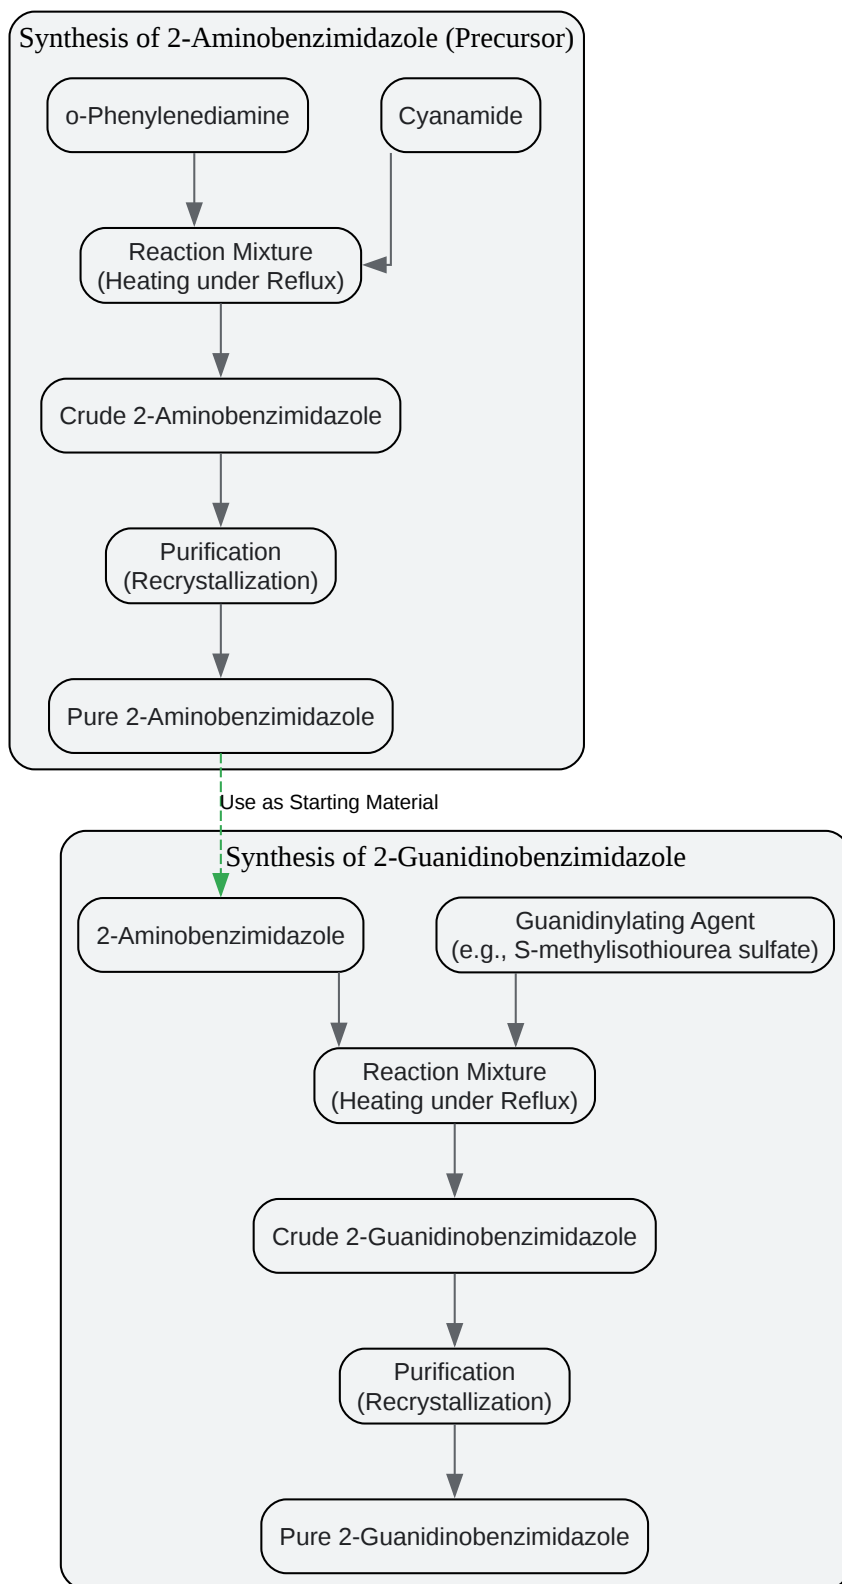 Synthesis of 2-Aminobenzimidazole (Precursor)
o-Phenylenediamine
Cyanamide
Reaction Mixture
(Heating under Reflux)
Crude 2-Aminobenzimidazole
Purification
(Recrystallization)
Pure 2-Aminobenzimidazole
Use as Starting Material
Synthesis of 2-Guanidinobenzimidazole
2-Aminobenzimidazole
Guanidinylating Agent
(e.g., S-methylisothiourea sulfate)
Reaction Mixture
(Heating under Reflux)
Crude 2-Guanidinobenzimidazole
Purification
(Recrystallization)
Pure 2-Guanidinobenzimidazole